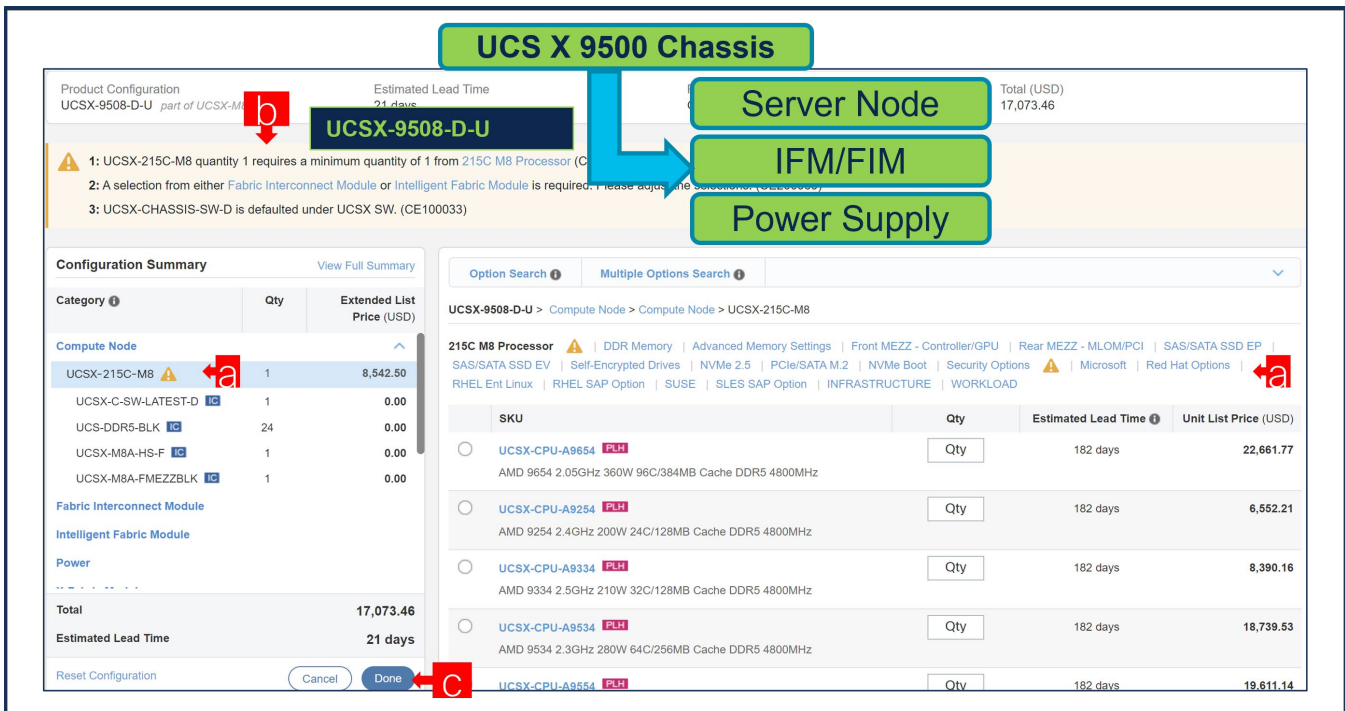 UCS X 9500 Chassis
Product Configuration
UCSX-9508-D-U part of UCSX-M
Estimated Lead Time
21 days
Total (USD)
17,073.46
b
UCSX-9508-D-U
Server Node
IFM/FIM
Power Supply
1: UCSX-215C-M8 quantity 1 requires a minimum quantity of 1 from 215C M8 Processor (C
2: A selection from either Fabric Interconnect Module or Intelligent Fabric Module is required. Please adjust the selections.
3: UCSX-CHASSIS-SW-D is defaulted under UCSX SW. (CE100033)
Configuration Summary View Full Summary
Category Qty Extended List
Price (USD)
Compute Node
UCSX-215C-M8 a 1 8,542.50
UCSX-C-SW-LATEST-D IC 1 0.00
UCS-DDR5-BLK IC 24 0.00
UCSX-M8A-HS-F IC 1 0.00
UCSX-M8A-FMEZZBLK IC 1 0.00
Fabric Interconnect Module
Intelligent Fabric Module
Power
Total 17,073.46
Estimated Lead Time 21 days
Reset Configuration Cancel Done c
Option Search Multiple Options Search
UCSX-9508-D-U > Compute Node > Compute Node > UCSX-215C-M8
215C M8 Processor | DDR Memory | Advanced Memory Settings | Front MEZZ - Controller/GPU | Rear MEZZ - MLOM/PCI | SAS/SATA SSD EP |
SAS/SATA SSD EV | Self-Encrypted Drives | NVMe 2.5 | PCIe/SATA M.2 | NVMe Boot | Security Options | Microsoft | Red Hat Options | a
RHEL Ent Linux | RHEL SAP Option | SUSE | SLES SAP Option | INFRASTRUCTURE | WORKLOAD
SKU Qty Estimated Lead Time Unit List Price (USD)
UCSX-CPU-A9654 PLH Qty 182 days 22,661.77
AMD 9654 2.05GHz 360W 96C/384MB Cache DDR5 4800MHz
UCSX-CPU-A9254 PLH Qty 182 days 6,552.21
AMD 9254 2.4GHz 200W 24C/128MB Cache DDR5 4800MHz
UCSX-CPU-A9334 PLH Qty 182 days 8,390.16
AMD 9334 2.5GHz 210W 32C/128MB Cache DDR5 4800MHz
UCSX-CPU-A9534 PLH Qty 182 days 18,739.53
AMD 9534 2.3GHz 280W 64C/256MB Cache DDR5 4800MHz
UCSX-CPU-A9554 PLH Qty 182 days 19,611.14